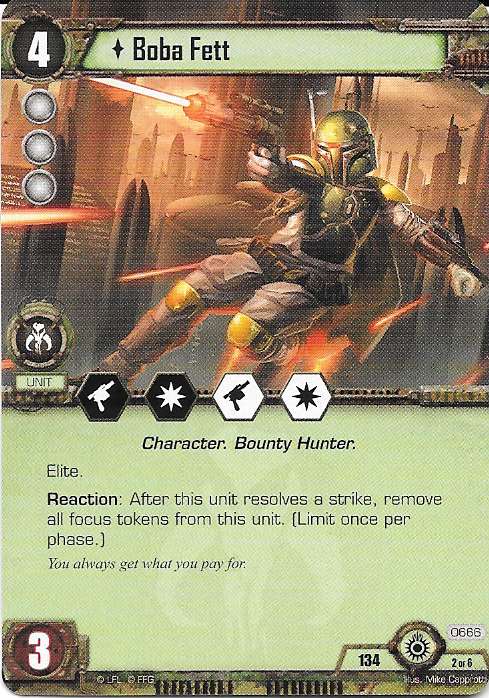 4
Boba Fett
UNIT
Character. Bounty Hunter.
Elite.
Reaction: After this unit resolves a strike, remove
all focus tokens from this unit. (Limit once per
phase.)
You always get what you pay for.
3
134
0666
2 OF 6
© LFL © FFG
Illus. Mike Capprotti